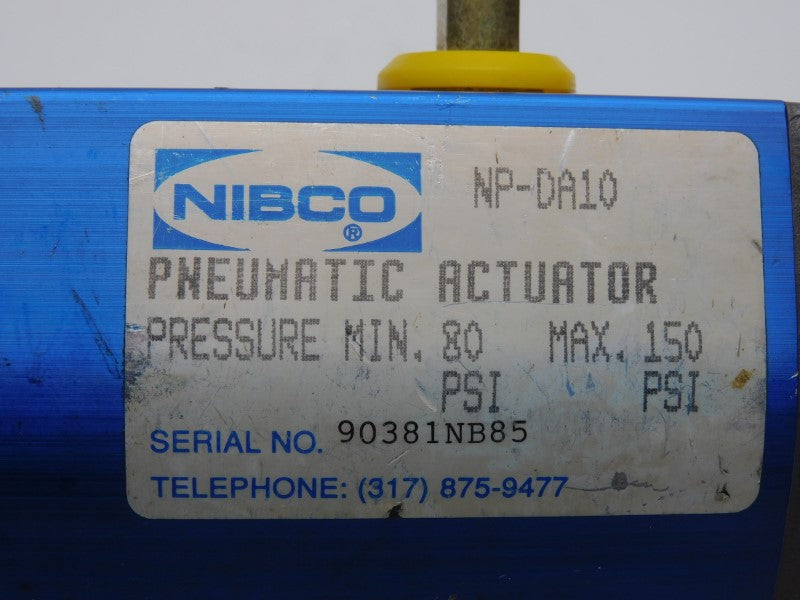 NIBCO® NP-DA10
PNEUMATIC ACTUATOR
PRESSURE MIN. 80 MAX. 150
PSI PSI
SERIAL NO. 90381NB85
TELEPHONE: (317) 875-9477